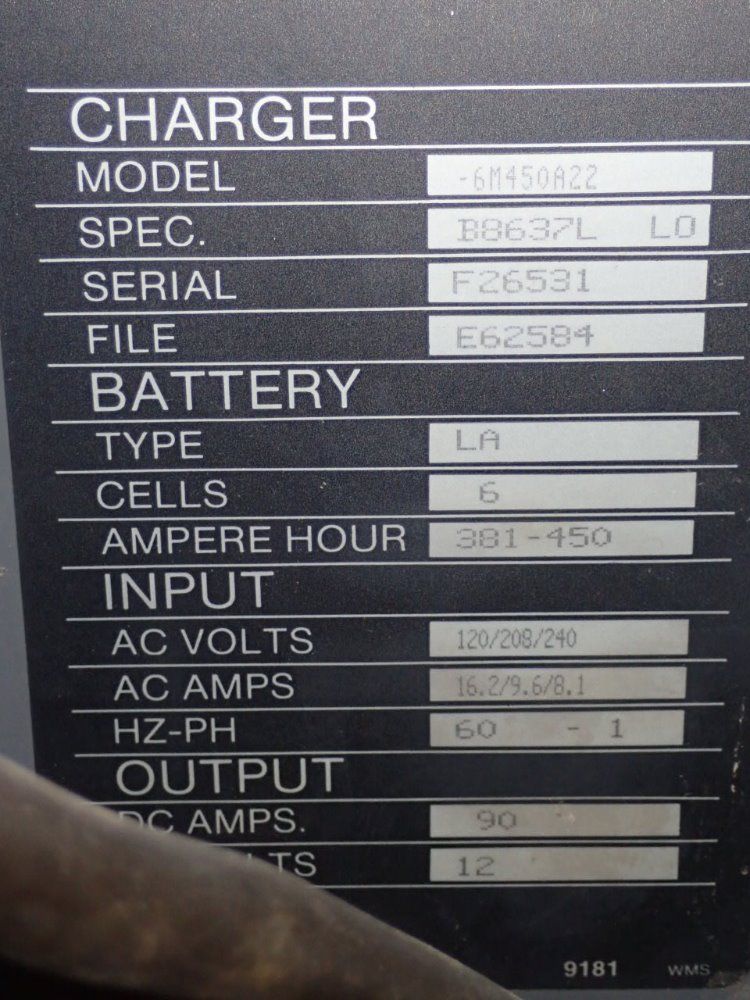 CHARGER
MODEL -6M450A22
SPEC. B8637L LO
SERIAL F26531
FILE E62584
BATTERY
TYPE LA
CELLS 6
AMPERE HOUR 381-450
INPUT
AC VOLTS 120/208/240
AC AMPS 16.2/9.6/8.1
HZ-PH 60 - 1
OUTPUT
DC AMPS. 90
LTS 12
9181 WMS